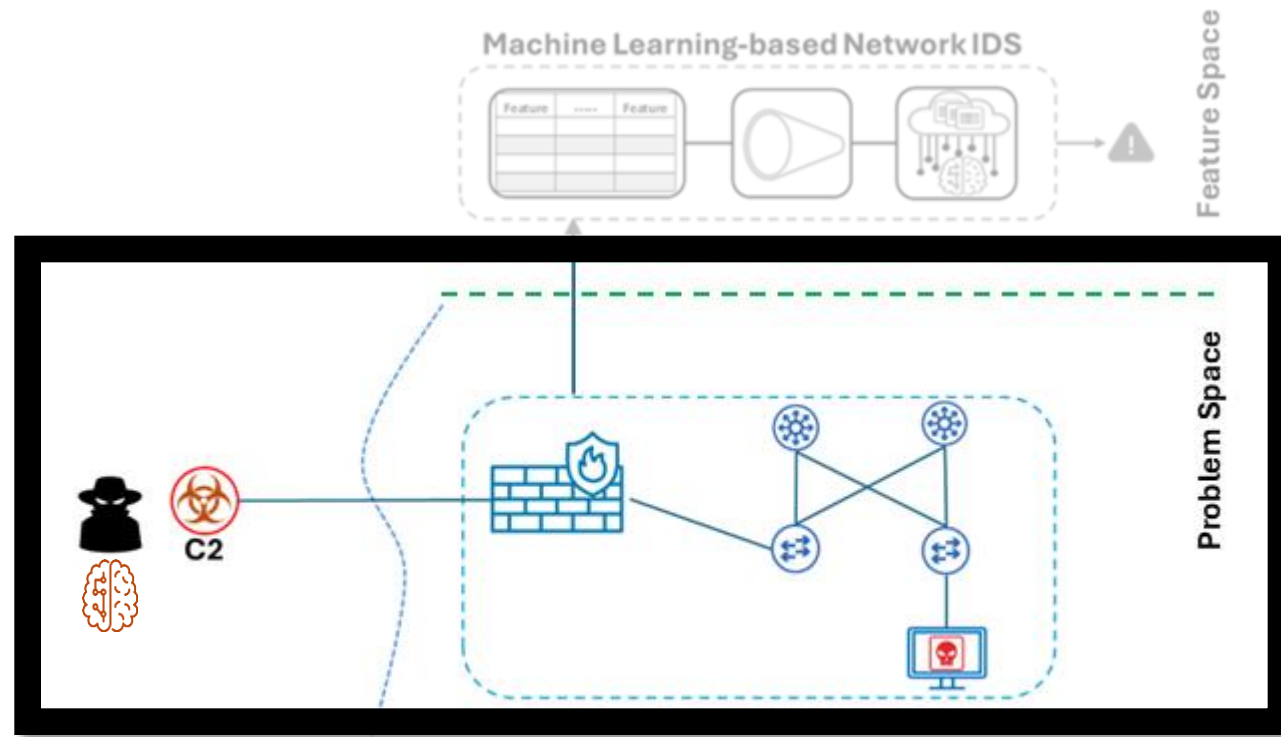 Machine Learning-based Network IDS
Feature ..... Feature
Feature Space
Problem Space
C2